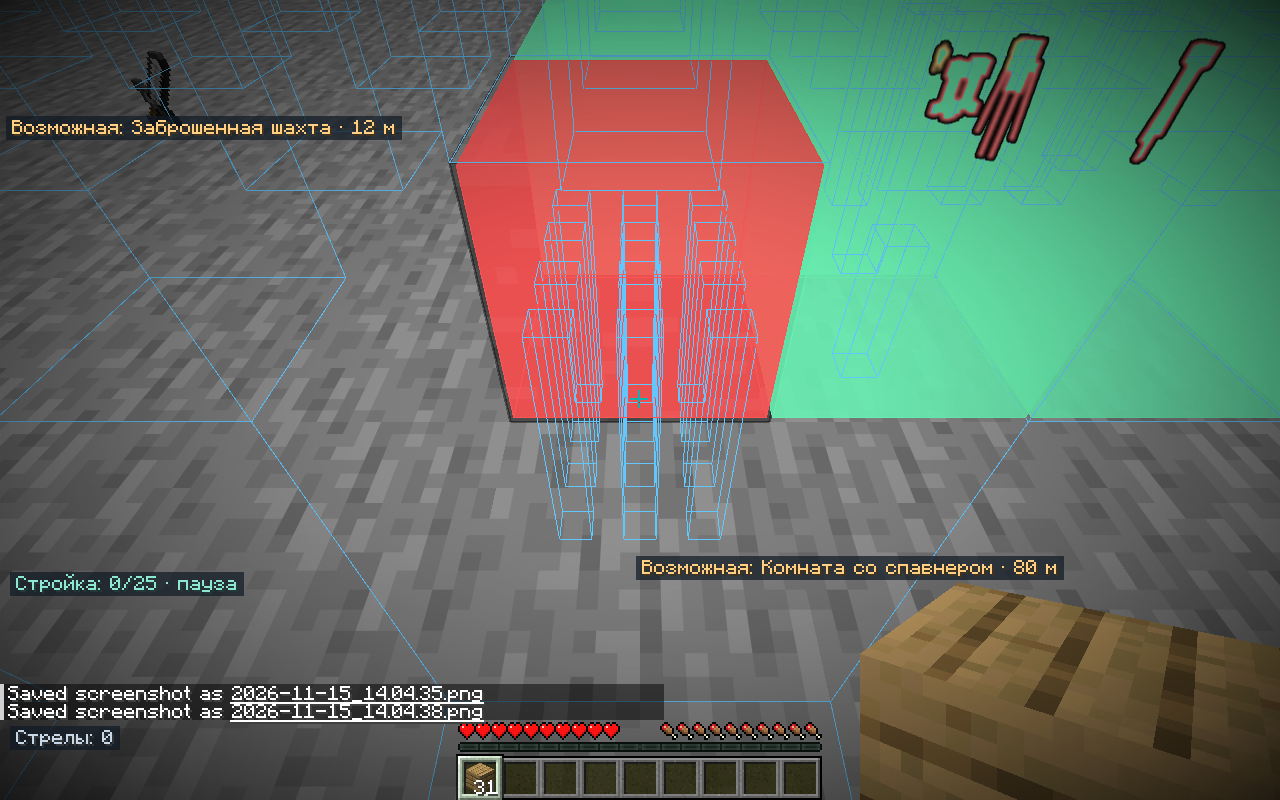 Возможная: Заброшенная шахта · 12 м
Возможная: Комната со спавнером · 80 м
Стройка: 0/25 · пауза
Saved screenshot as 2026-11-15_14.04.35.png
Saved screenshot as 2026-11-15_14.04.38.png
Стрелы: 0
31